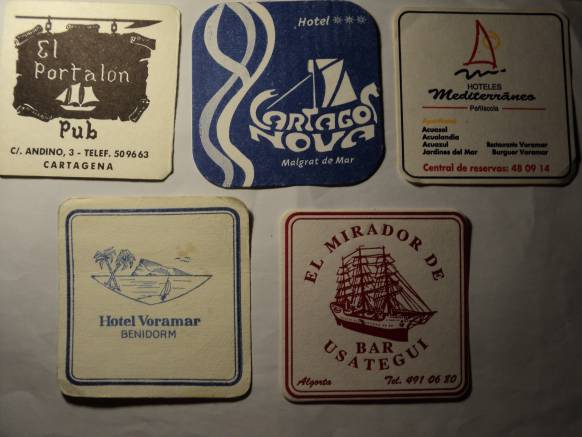 El
Portalón
Pub
C/. ANDINO, 3 - TELEF. 509663
CARTAGENA
Hotel ***
CARTAGO
NOVA
Malgrat de Mar
HOTELES
Mediterráneo
Peñíscola
Apartamentos
Acuasol
Acualandia
Acuazul
Jardines del Mar
Restaurante Voramar
Burguer Voramar
Central de reservas: 48 09 14
Hotel Voramar
BENIDORM
EL MIRADOR DE
BAR
USATEGUI
Algorta
Tel. 491 06 80